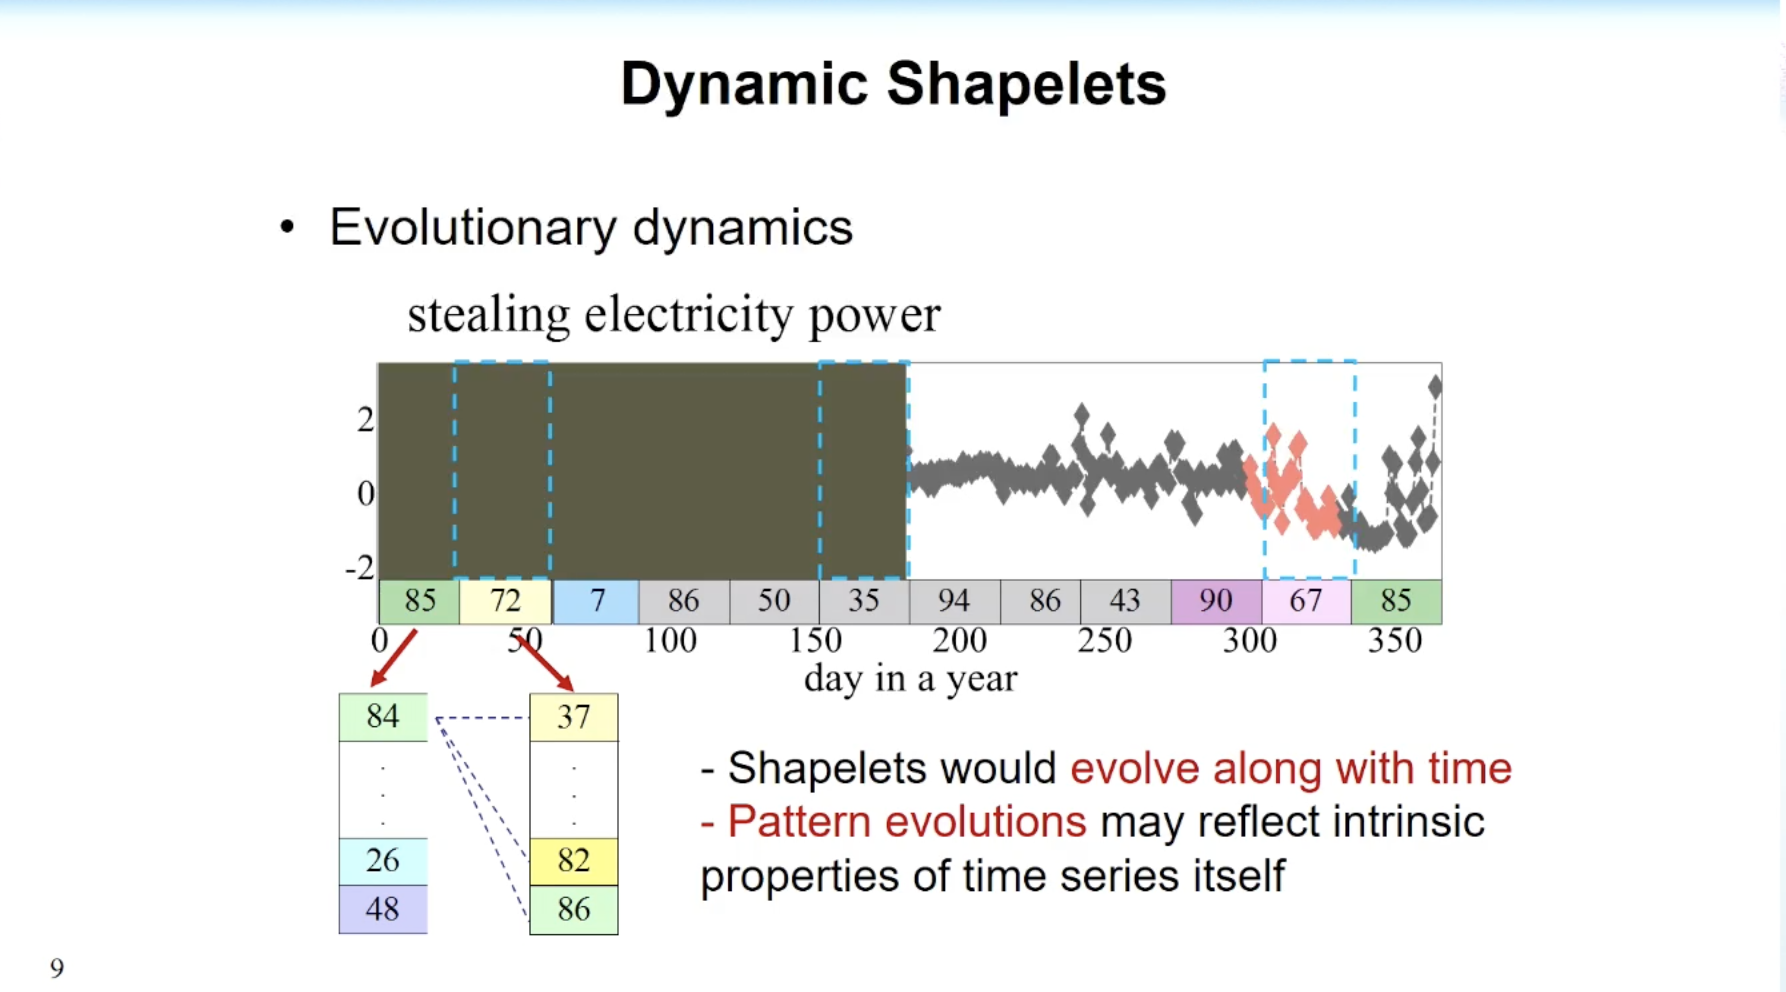 Dynamic Shapelets
• Evolutionary dynamics
stealing electricity power
2
0
-2
85 72 7 86 50 35 94 86 43 90 67 85
0 50 100 150 200 250 300 350
day in a year
84 37
26 82
48 86
- Shapelets would evolve along with time
- Pattern evolutions may reflect intrinsic
properties of time series itself
9